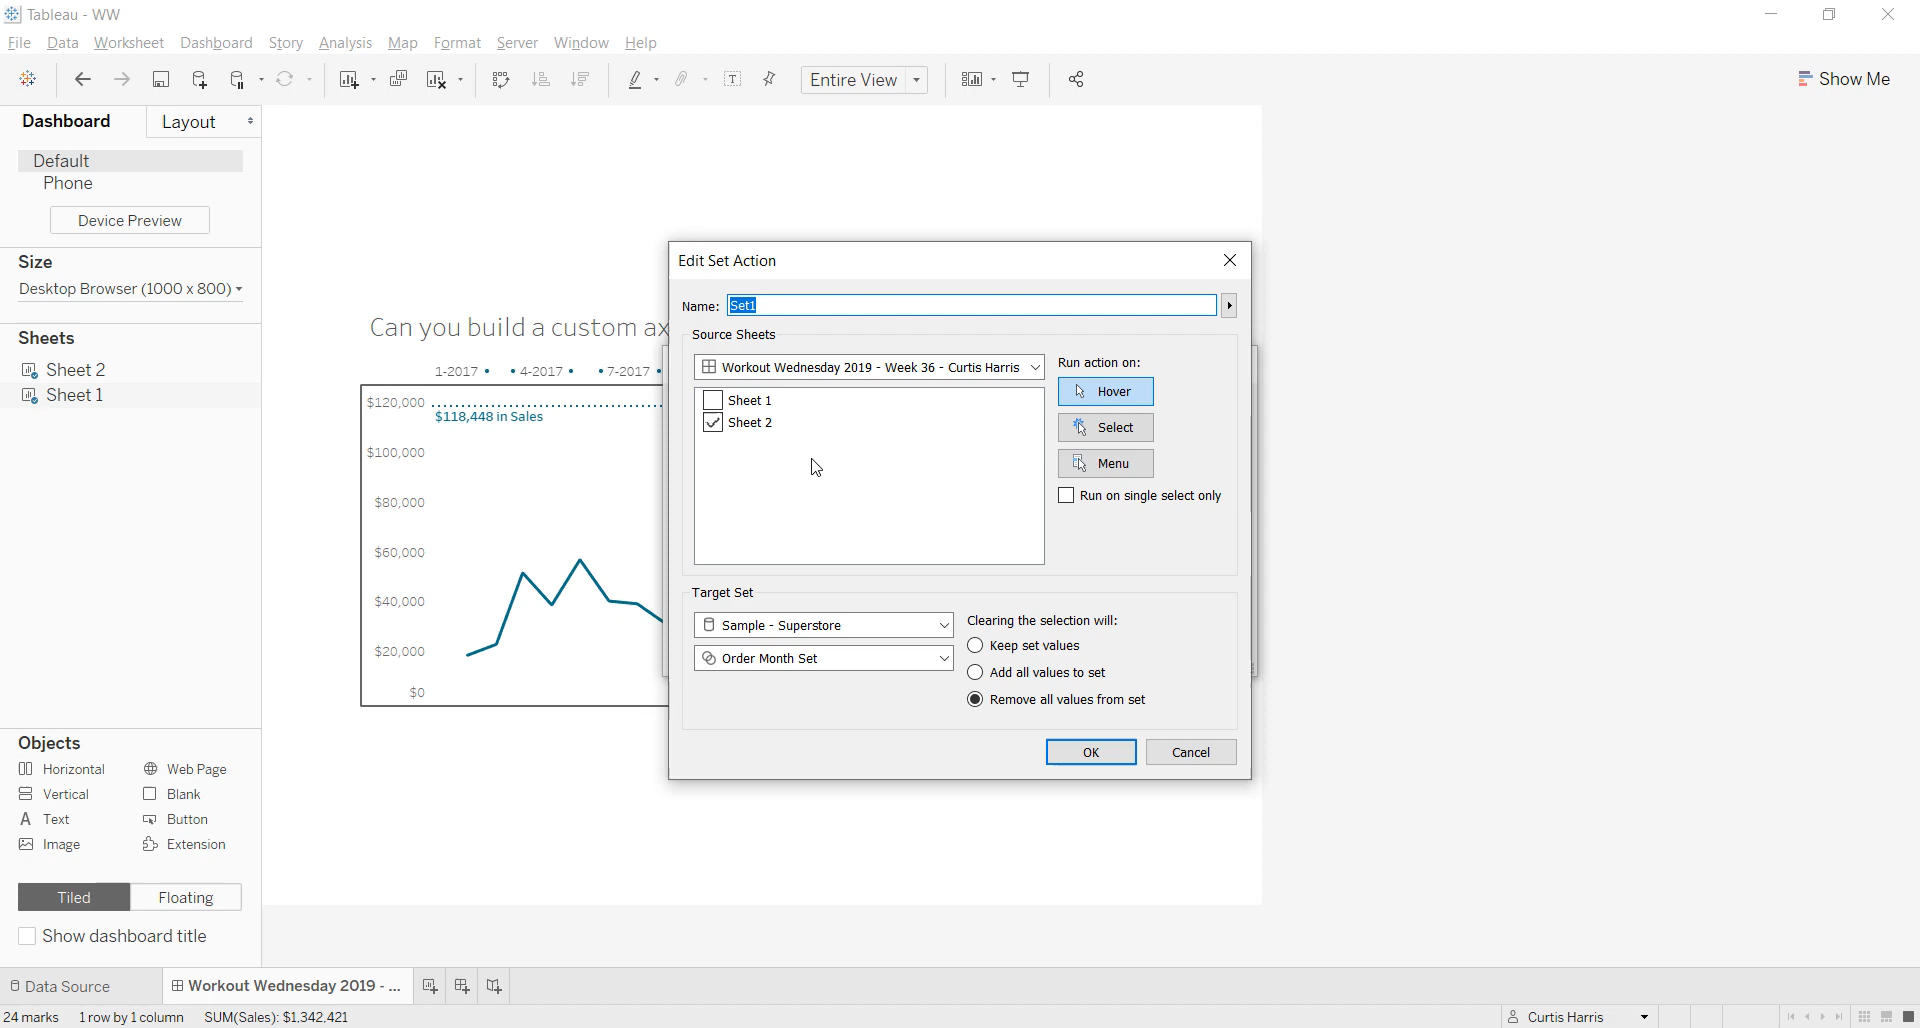 Tableau - WW
File Data Worksheet Dashboard Story Analysis Map Format Server Window Help
Entire View
Show Me
Dashboard Layout
Default
Phone
Device Preview
Size
Desktop Browser (1000 x 800)
Sheets
Sheet 2
Sheet 1
Can you build a custom ax
1-2017 • • 4-2017 • • 7-2017 •
$120,000
$118,448 in Sales
$100,000
$80,000
$60,000
$40,000
$20,000
$0
Edit Set Action
Name: Set1
Source Sheets
Workout Wednesday 2019 - Week 36 - Curtis Harris
Sheet 1
Sheet 2
Run action on:
Hover
Select
Menu
Run on single select only
Target Set
Sample - Superstore
Order Month Set
Clearing the selection will:
Keep set values
Add all values to set
Remove all values from set
OK Cancel
Objects
Horizontal Web Page
Vertical Blank
A Text Button
Image Extension
Tiled Floating
Show dashboard title
Data Source Workout Wednesday 2019 - ...
24 marks 1 row by 1 column SUM(Sales): $1,342,421 Curtis Harris